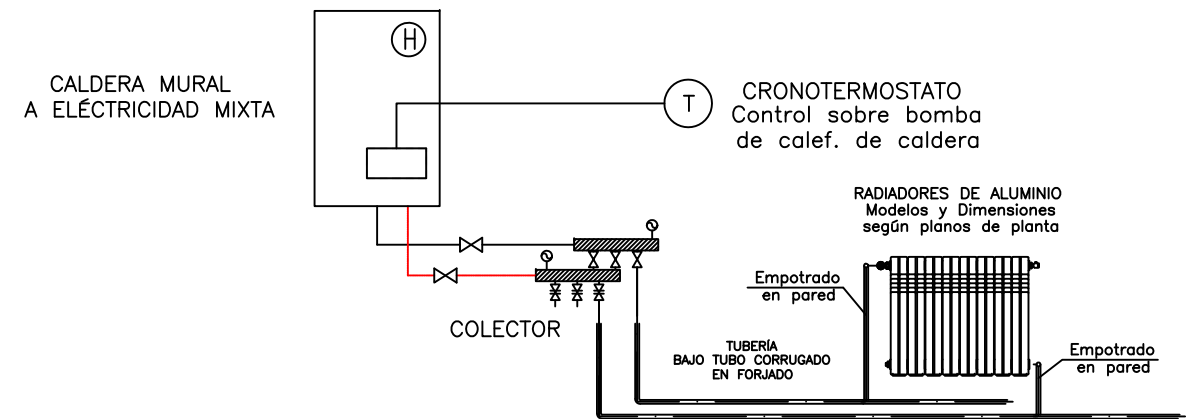 H
CALDERA MURAL
A ELÉCTRICIDAD MIXTA
T
CRONOTERMOSTATO
Control sobre bomba
de calef. de caldera
RADIADORES DE ALUMINIO
Modelos y Dimensiones
según planos de planta
Empotrado
en pared
COLECTOR
TUBERÍA
BAJO TUBO CORRUGADO
EN FORJADO
Empotrado
en pared